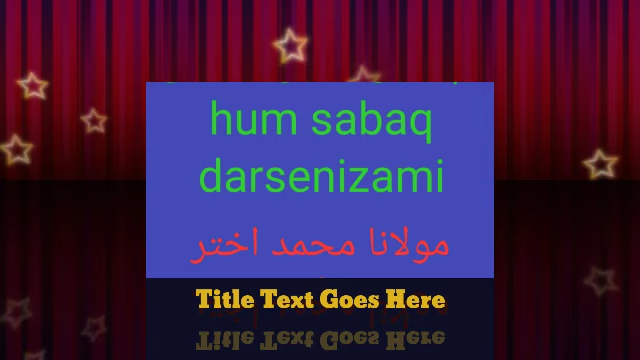 hum sabaq
darsenizami
مولانا محمد اختر
Title Text Goes Here